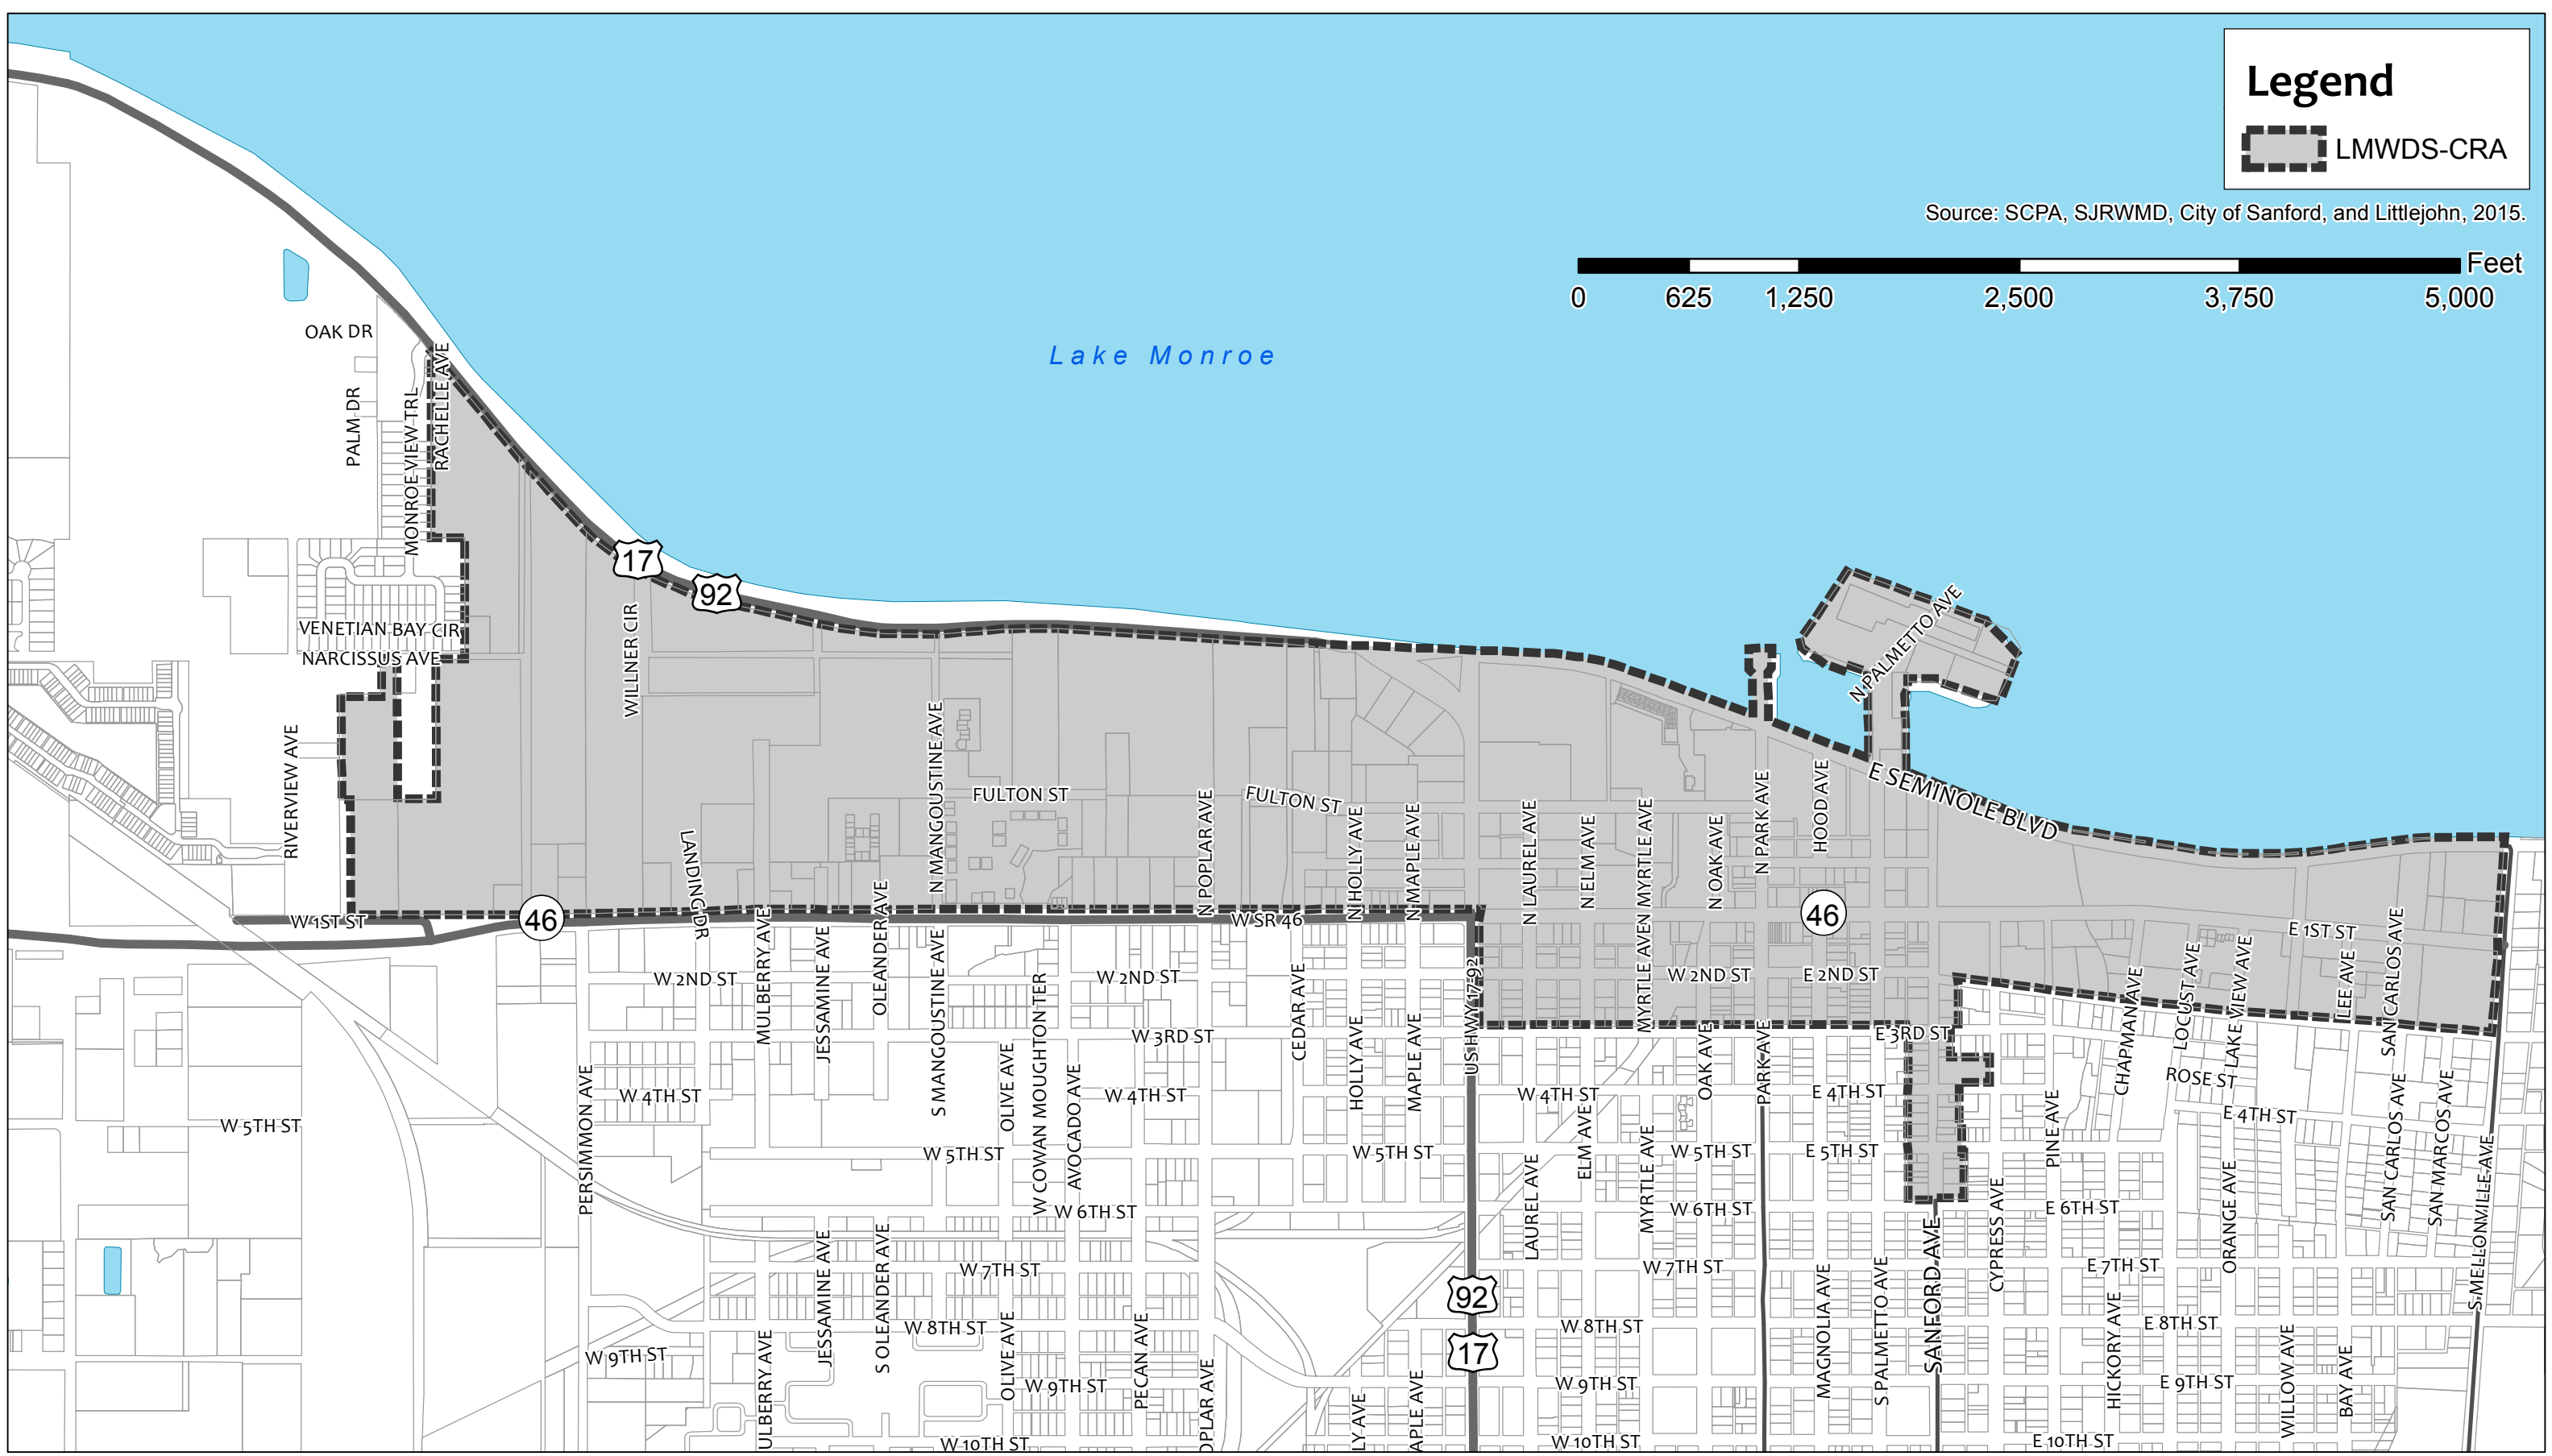 Legend
LMWDS-CRA
Source: SCPA, SJRWMD, City of Sanford, and Littlejohn, 2015.
Feet
0 625 1,250 2,500 3,750 5,000
Lake Monroe
OAK DR
PALM DR
MONROE VIEW TRL
RACHELLE AVE
17
92
VENETIAN BAY CIR
NARCISSUS AVE
WILLNER CIR
RIVERVIEW AVE
N PALMETTO AVE
E SEMINOLE BLVD
LANDING DR
N MANGOUSTINE AVE
FULTON ST
FULTON ST
N POPLAR AVE
N HOLLY AVE
N MAPLE AVE
N LAUREL AVE
N ELM AVE
N MYRTLE AVE
N OAK AVE
N PARK AVE
HOOD AVE
W 1ST ST
46
W SR 46
46
E 1ST ST
MULBERRY AVE
JESSAMINE AVE
OLEANDER AVE
S MANGOUSTINE AVE
W 2ND ST
W 2ND ST
W 2ND ST
E 2ND ST
CEDAR AVE
HOLLY AVE
MAPLE AVE
US HWY 17-92
MYRTLE AVE
OAK AVE
PARK AVE
W 3RD ST
E 3RD ST
CHAPMAN AVE
LOCUST AVE
LAKE VIEW AVE
LEE AVE
SAN CARLOS AVE
PERSIMMON AVE
W 4TH ST
OLIVE AVE
W COWAN MOUGHTON TER
AVOCADO AVE
W 4TH ST
W 4TH ST
E 4TH ST
ROSE ST
E 4TH ST
W 5TH ST
W 5TH ST
W 5TH ST
ELM AVE
W 5TH ST
E 5TH ST
PINE AVE
SAN CARLOS AVE
SAN MARCOS AVE
S MELLONVILLE AVE
W 6TH ST
LAUREL AVE
MYRTLE AVE
W 6TH ST
CYPRESS AVE
E 6TH ST
ORANGE AVE
JESSAMINE AVE
S OLEANDER AVE
W 7TH ST
W 7TH ST
MAGNOLIA AVE
S PALMETTO AVE
SANFORD AVE
E 7TH ST
92
17
W 8TH ST
W 8TH ST
E 8TH ST
W 9TH ST
ULBERRY AVE
OLIVE AVE
W 9TH ST
PECAN AVE
OPLAR AVE
LY AVE
APLE AVE
W 9TH ST
HICKORY AVE
E 9TH ST
WILLOW AVE
BAY AVE
W 10TH ST
W 10TH ST
E 10TH ST